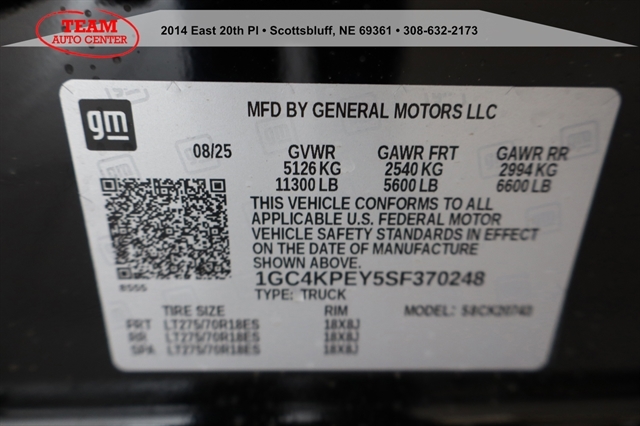 TEAM
AUTO CENTER
2014 East 20th Pl • Scottsbluff, NE 69361 • 308-632-2173
gm
MFD BY GENERAL MOTORS LLC
08/25 GVWR GAWR FRT GAWR RR
5126 KG 2540 KG 2994 KG
11300 LB 5600 LB 6600 LB
THIS VEHICLE CONFORMS TO ALL
APPLICABLE U.S. FEDERAL MOTOR
VEHICLE SAFETY STANDARDS IN EFFECT
ON THE DATE OF MANUFACTURE
SHOWN ABOVE.
1GC4KPEY5SF370248
8555
TYPE: TRUCK
TIRE SIZE RIM MODEL:
FRT LT275/70R18ES 18X8J
RR LT275/70R18ES 18X8J
SPA LT275/70R18ES 18X8J